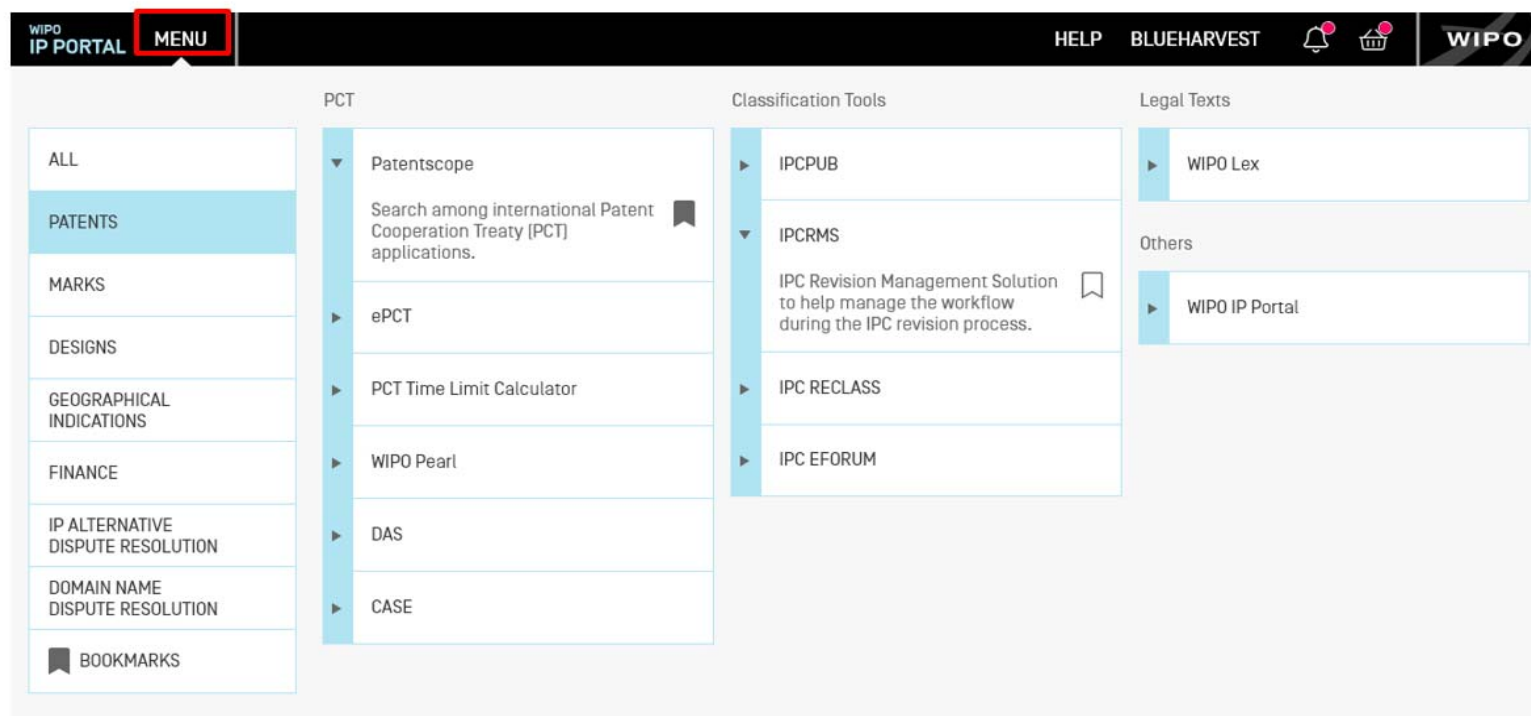 WIPO
IP PORTAL
MENU
HELP
BLUEHARVEST
WIPO
ALL
PATENTS
MARKS
DESIGNS
GEOGRAPHICAL
INDICATIONS
FINANCE
IP ALTERNATIVE
DISPUTE RESOLUTION
DOMAIN NAME
DISPUTE RESOLUTION
BOOKMARKS
PCT
Patentscope
Search among international Patent
Cooperation Treaty (PCT)
applications.
ePCT
PCT Time Limit Calculator
WIPO Pearl
DAS
CASE
Classification Tools
IPCPUB
IPCRMS
IPC Revision Management Solution
to help manage the workflow
during the IPC revision process.
IPC RECLASS
IPC EFORUM
Legal Texts
WIPO Lex
Others
WIPO IP Portal